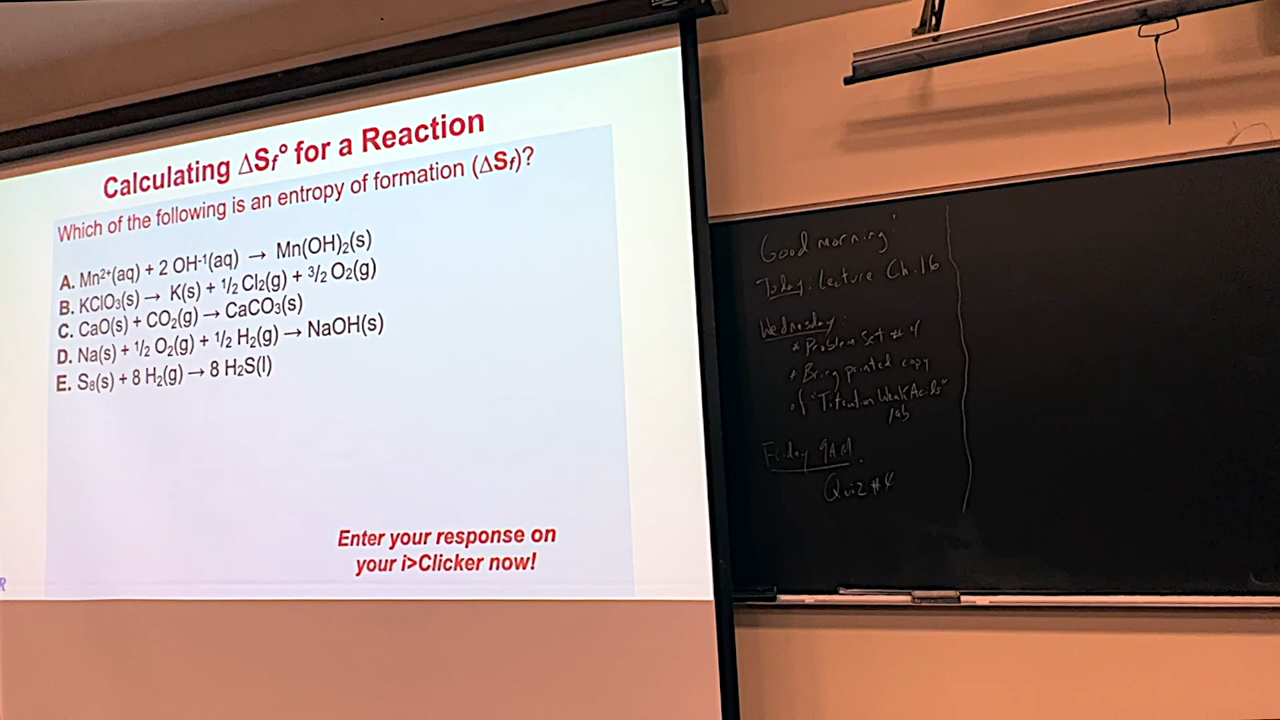 Calculating ΔSf° for a Reaction
Which of the following is an entropy of formation (ΔSf)?
A. Mn²⁺(aq) + 2 OH⁻¹(aq) → Mn(OH)₂(s)
B. KClO₃(s) → K(s) + ½ Cl₂(g) + ³/₂ O₂(g)
C. CaO(s) + CO₂(g) → CaCO₃(s)
D. Na(s) + ½ O₂(g) + ½ H₂(g) → NaOH(s)
E. S₈(s) + 8 H₂(g) → 8 H₂S(l)
Enter your response on
your i>Clicker now!
R
Good morning!
Today: Lecture Ch. 16
Wednesday:
* Problem Set # 4
* Bring printed copy
of "Titration Weak Acids"
lab
Friday 9AM
Quiz #4